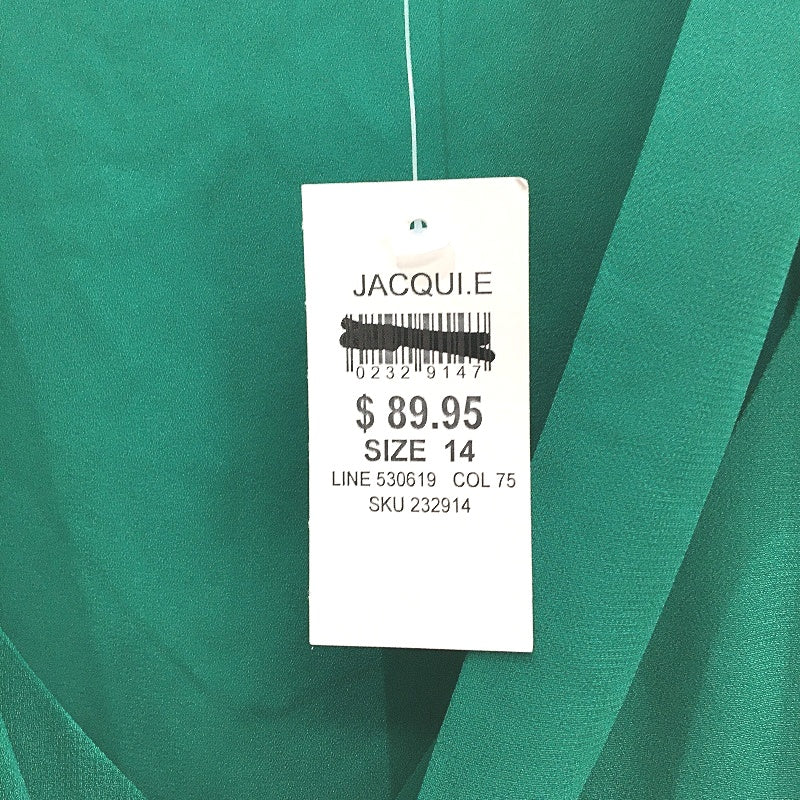 JACQUI.E
0232 9147
$ 89.95
SIZE 14
LINE 530619 COL 75
SKU 232914